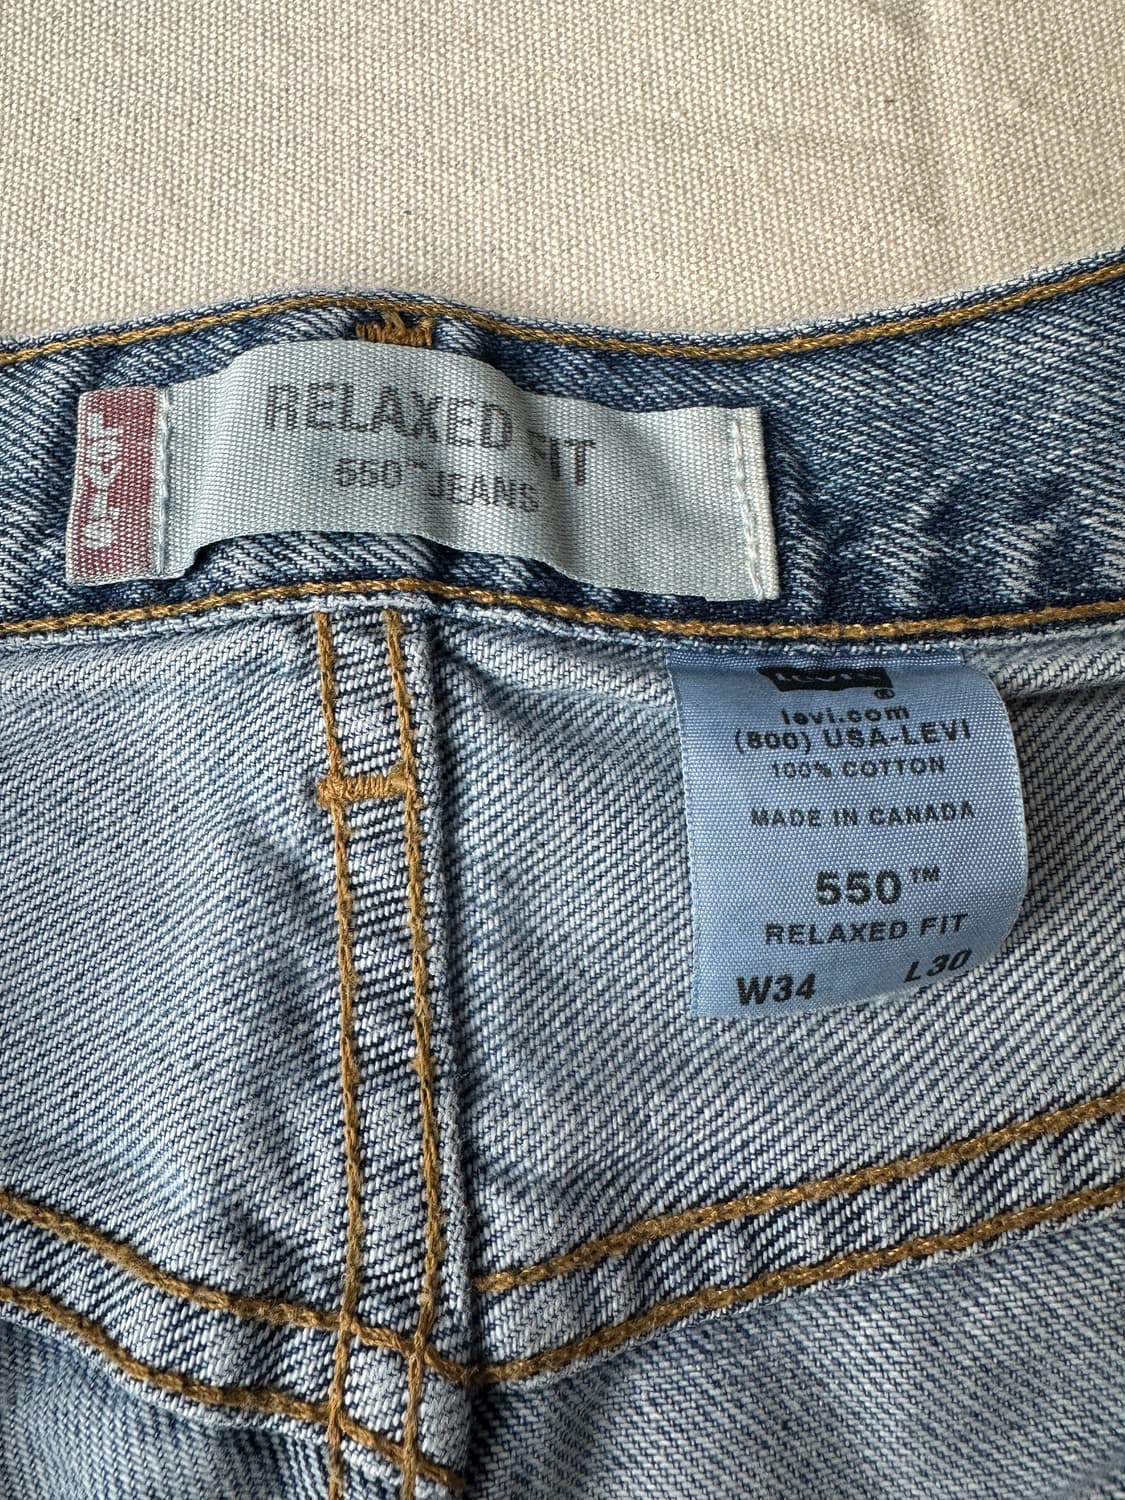 LEVI'S
RELAXED FIT
550™ JEANS
Levi's ®
levi.com
(800) USA-LEVI
100% COTTON
MADE IN CANADA
550™
RELAXED FIT
W34 L30